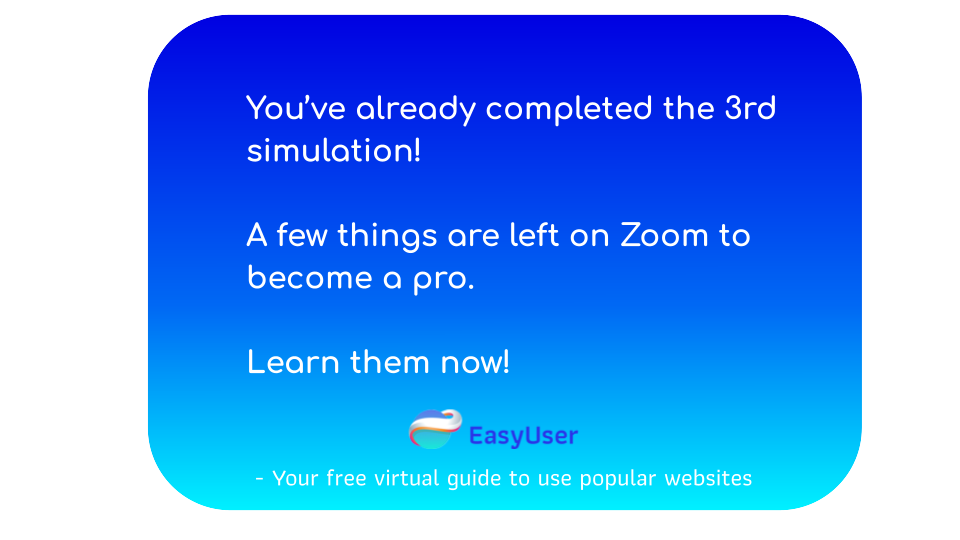 You’ve already completed the 3rd
simulation!
A few things are left on Zoom to
become a pro.
Learn them now!
EasyUser
- Your free virtual guide to use popular websites